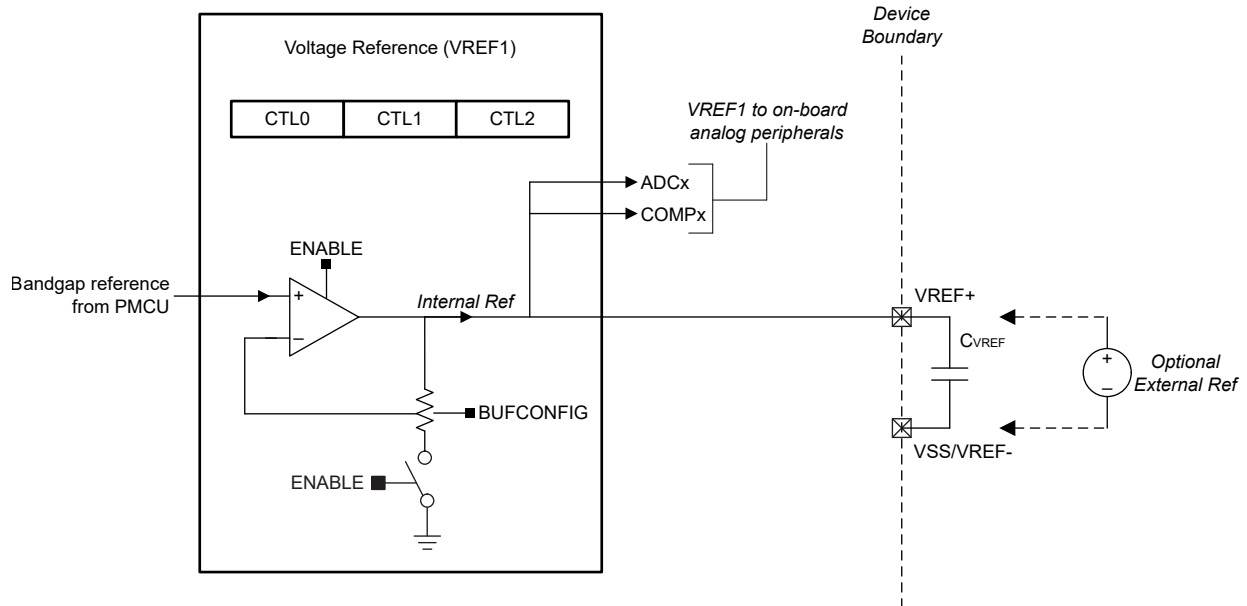 Device
Boundary
Voltage Reference (VREF1)
CTL0 CTL1 CTL2
VREF1 to on-board
analog peripherals
ADCx
COMPx
ENABLE
Bandgap reference
from PMCU
+
–
Internal Ref
VREF+
CVREF
+
–
Optional
External Ref
BUFCONFIG
VSS/VREF-
ENABLE